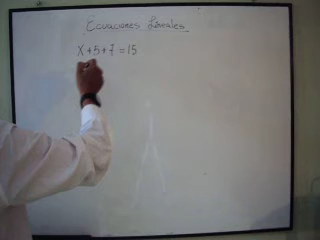 Ecuaciones Lineales
X + 5 + 7 = 15